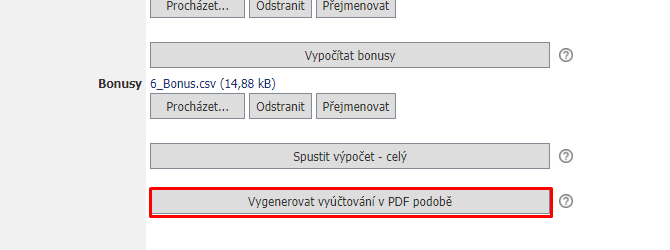 Procházet... Odstranit Přejmenovat
Vypočítat bonusy ?
Bonusy 6_Bonus.csv (14,88 kB)
Procházet... Odstranit Přejmenovat
Spustit výpočet - celý ?
Vygenerovat vyúčtování v PDF podobě ?